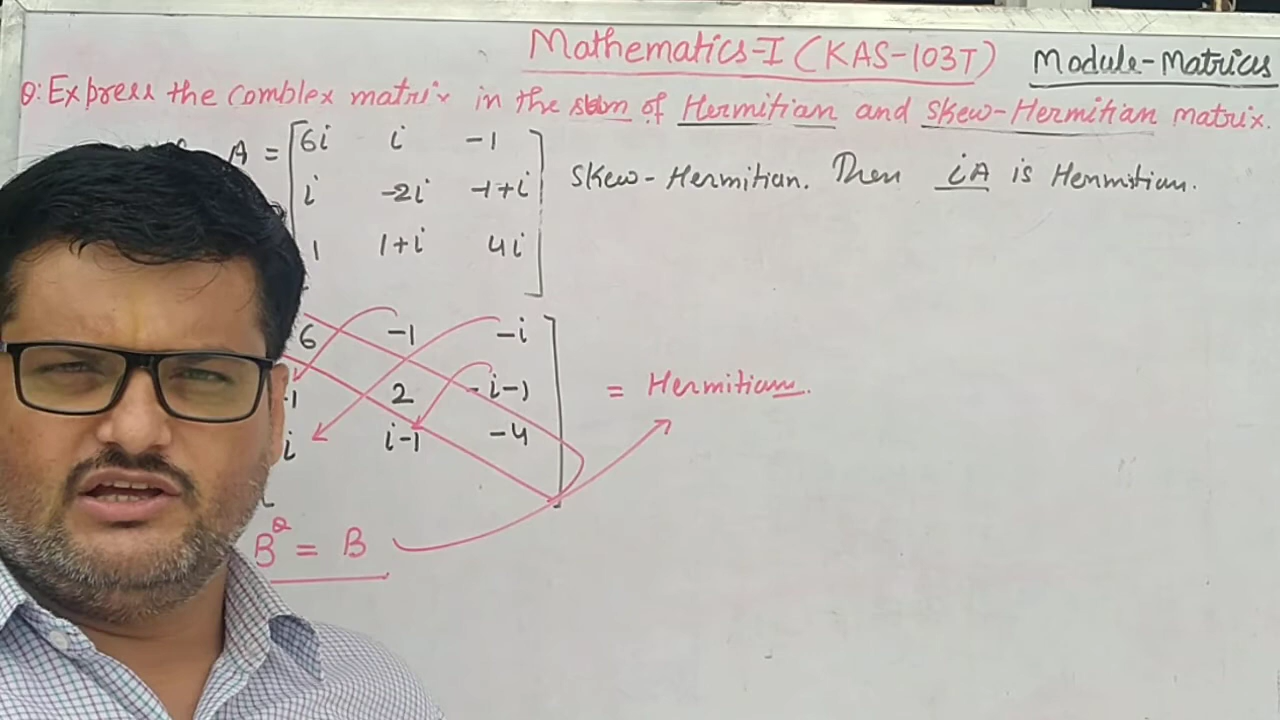 Mathematics-I (KAS-103T) Module-Matrices
Q: Express the complex matrix in the sum of Hermitian and Skew-Hermitian matrix.
A = [ 6i i -1
i -2i -1+i
1 1+i 4i ]
Skew-Hermitian. Then iA is Hermitian.
6 -1 -i
-1 2 -i-1
i i-1 -4 ]
= Hermitian.
B^θ = B